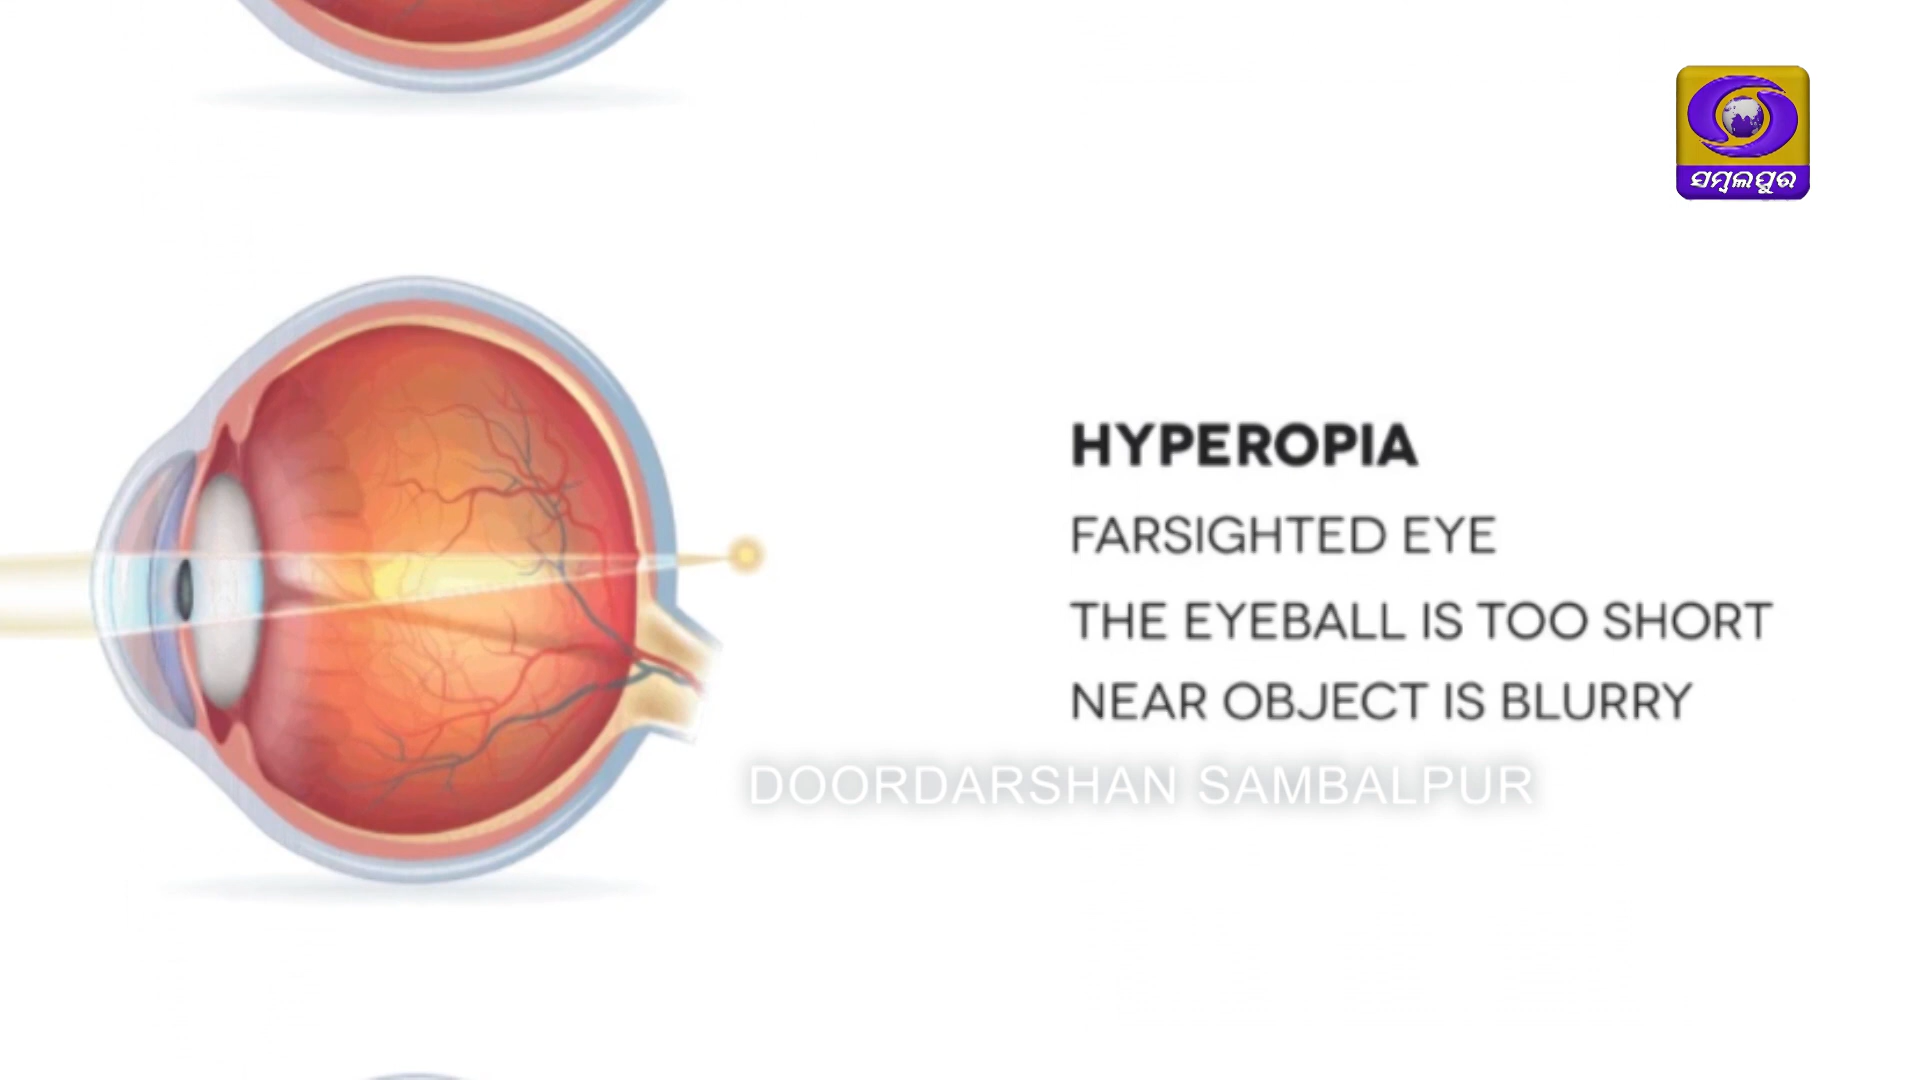 ସମ୍ବଲପୁର
HYPEROPIA
FARSIGHTED EYE
THE EYEBALL IS TOO SHORT
NEAR OBJECT IS BLURRY
DOORDARSHAN SAMBALPUR